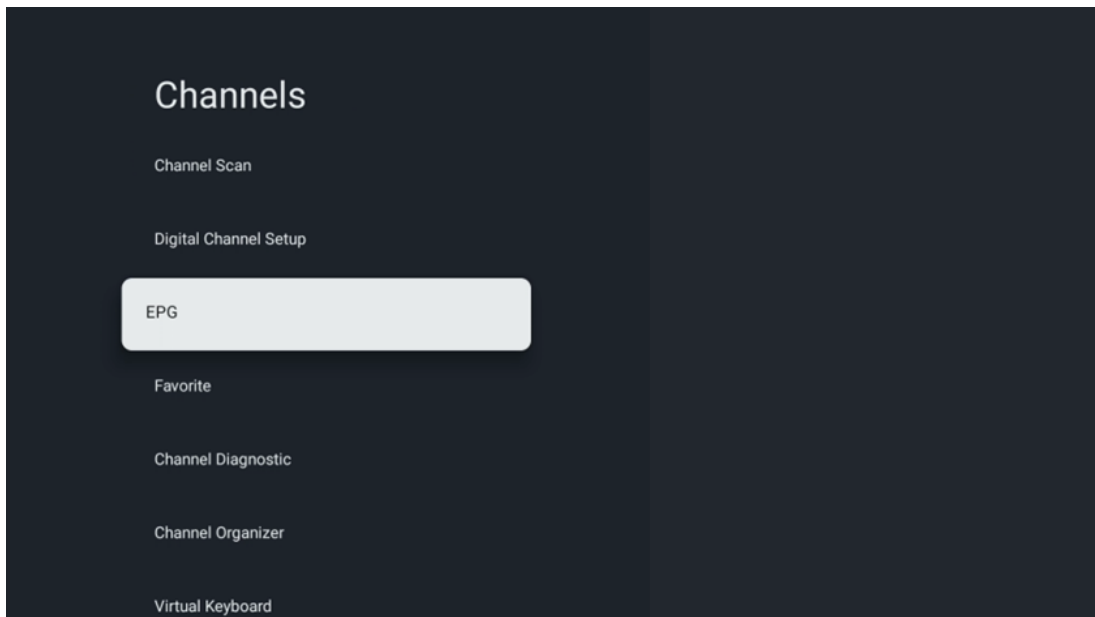 Channels
Channel Scan
Digital Channel Setup
EPG
Favorite
Channel Diagnostic
Channel Organizer
Virtual Keyboard